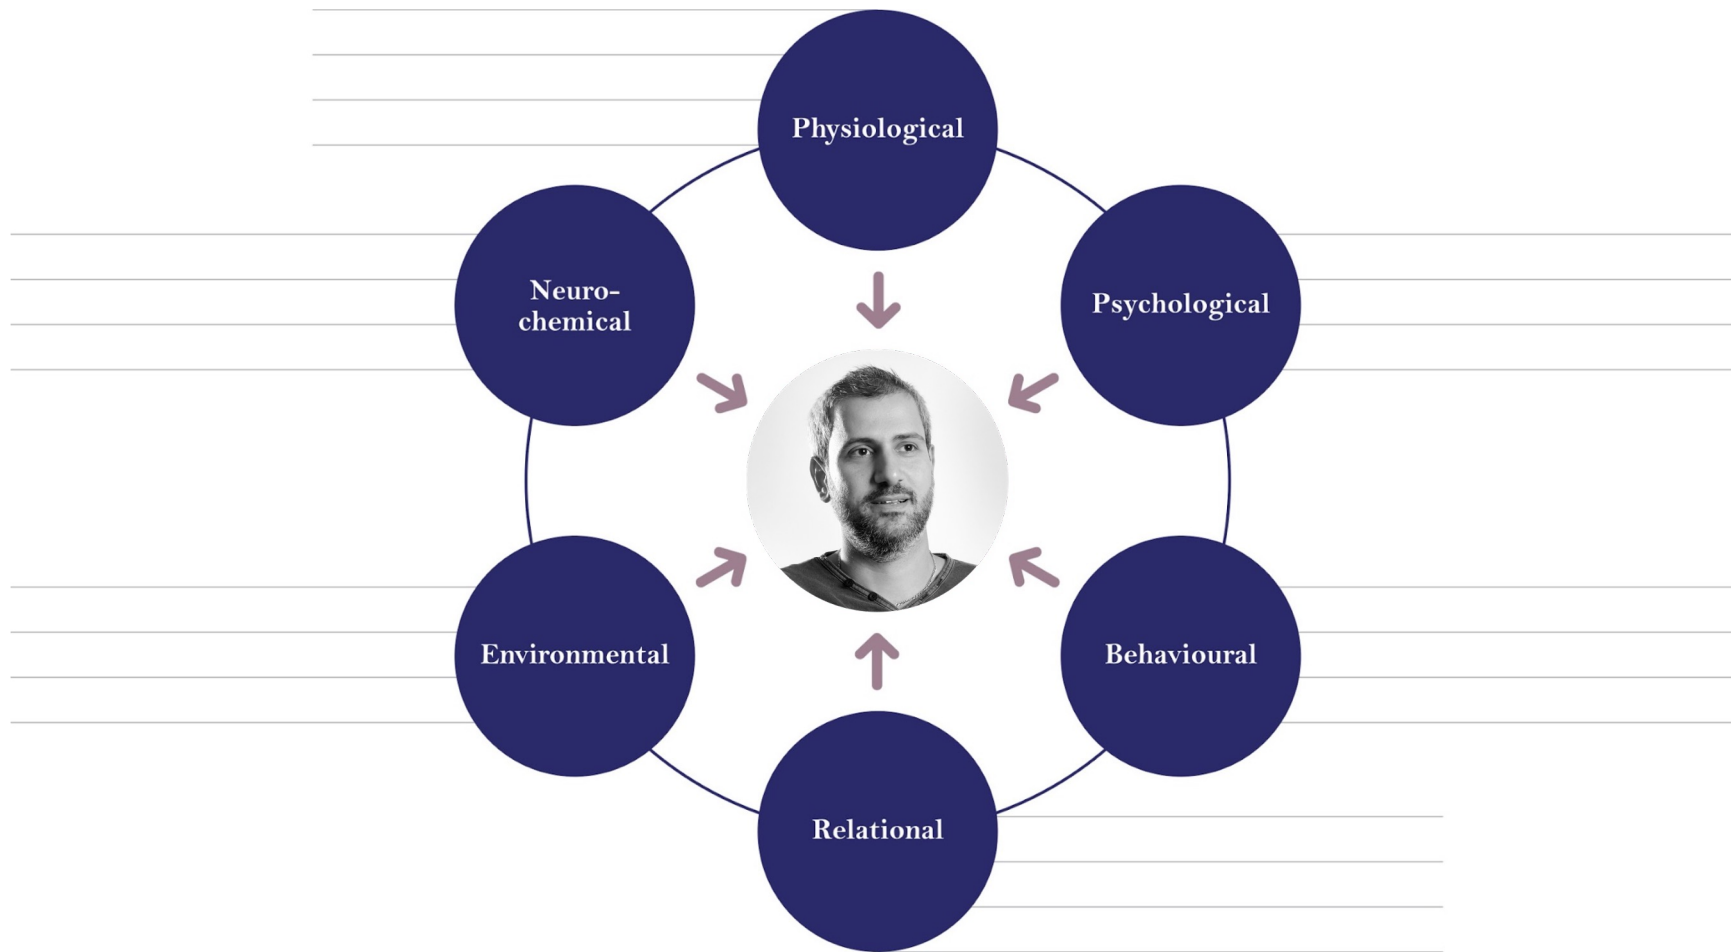 Physiological
Neuro-
chemical
Psychological
Environmental
Behavioural
Relational